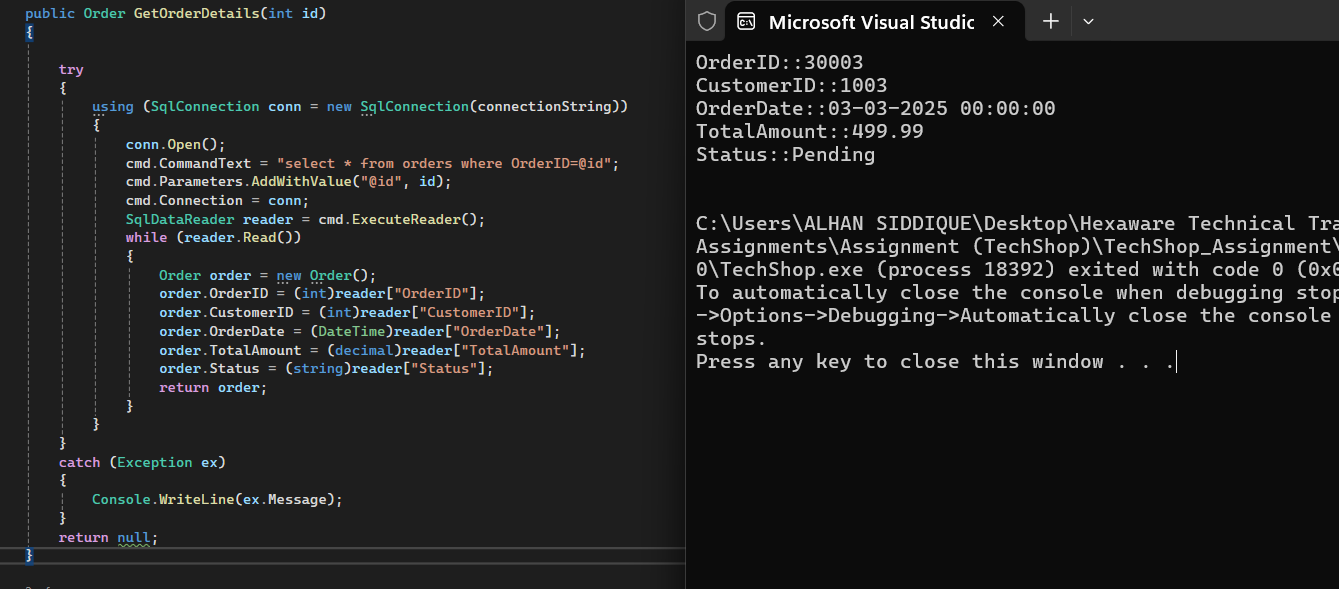 public Order GetOrderDetails(int id)
{
try
{
using (SqlConnection conn = new SqlConnection(connectionString))
{
conn.Open();
cmd.CommandText = "select * from orders where OrderID=@id";
cmd.Parameters.AddWithValue("@id", id);
cmd.Connection = conn;
SqlDataReader reader = cmd.ExecuteReader();
while (reader.Read())
{
Order order = new Order();
order.OrderID = (int)reader["OrderID"];
order.CustomerID = (int)reader["CustomerID"];
order.OrderDate = (DateTime)reader["OrderDate"];
order.TotalAmount = (decimal)reader["TotalAmount"];
order.Status = (string)reader["Status"];
return order;
}
}
}
catch (Exception ex)
{
Console.WriteLine(ex.Message);
}
return null;
}
Microsoft Visual Studic
OrderID::30003
CustomerID::1003
OrderDate::03-03-2025 00:00:00
TotalAmount::499.99
Status::Pending
C:\Users\ALHAN SIDDIQUE\Desktop\Hexaware Technical Tra
Assignments\Assignment (TechShop)\TechShop_Assignment\
0\TechShop.exe (process 18392) exited with code 0 (0x0
To automatically close the console when debugging stop
->Options->Debugging->Automatically close the console
stops.
Press any key to close this window . . .